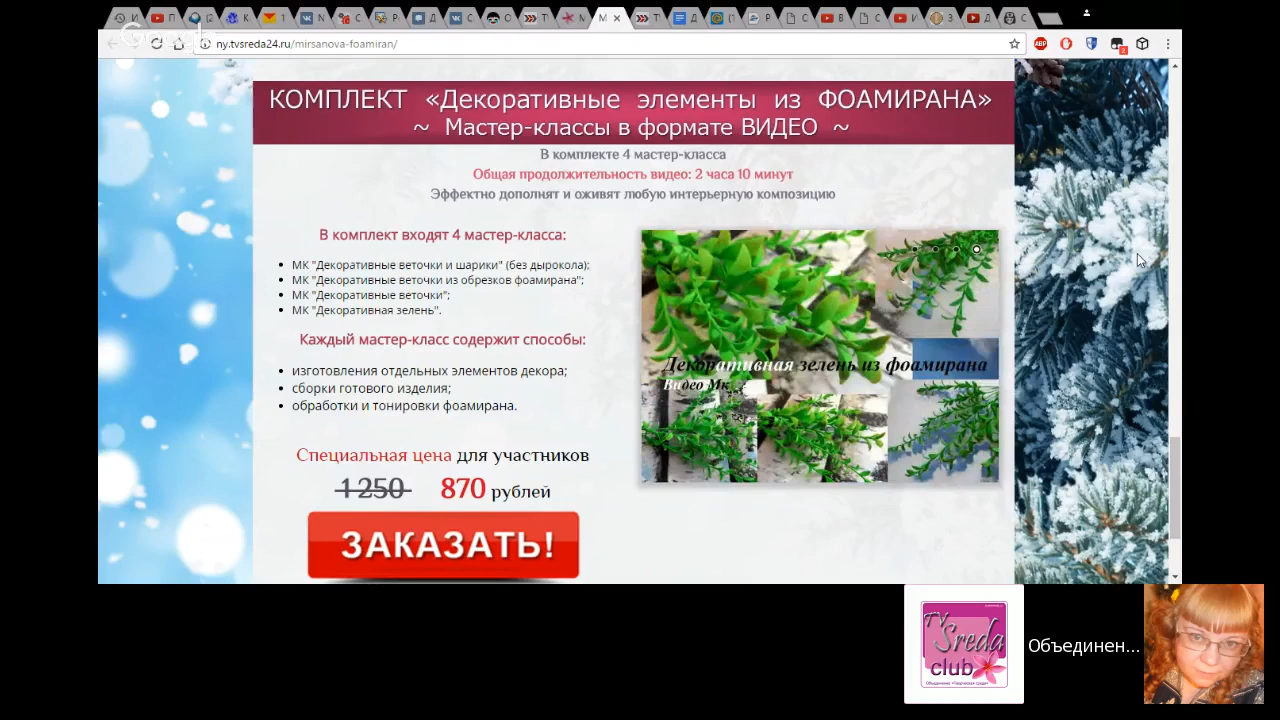 Google
ny.tvsreda24.ru/mirsanova-foamiran/
ABP
2
КОМПЛЕКТ «Декоративные элементы из ФОАМИРАНА»
~ Мастер-классы в формате ВИДЕО ~
В комплекте 4 мастер-класса
Общая продолжительность видео: 2 часа 10 минут
Эффектно дополнят и оживят любую интерьерную композицию
В комплект входят 4 мастер-класса:
МК "Декоративные веточки и шарики" (без дырокола);
МК "Декоративные веточки из обрезков фоамирана";
МК "Декоративные веточки";
МК "Декоративная зелень".
Каждый мастер-класс содержит способы:
изготовления отдельных элементов декора;
сборки готового изделия;
обработки и тонировки фоамирана.
Декоративная зелень из фоамирана
Видео Мк
Специальная цена для участников
1 250 870 рублей
ЗАКАЗАТЬ!
TV
Sreda
club
Объединен...